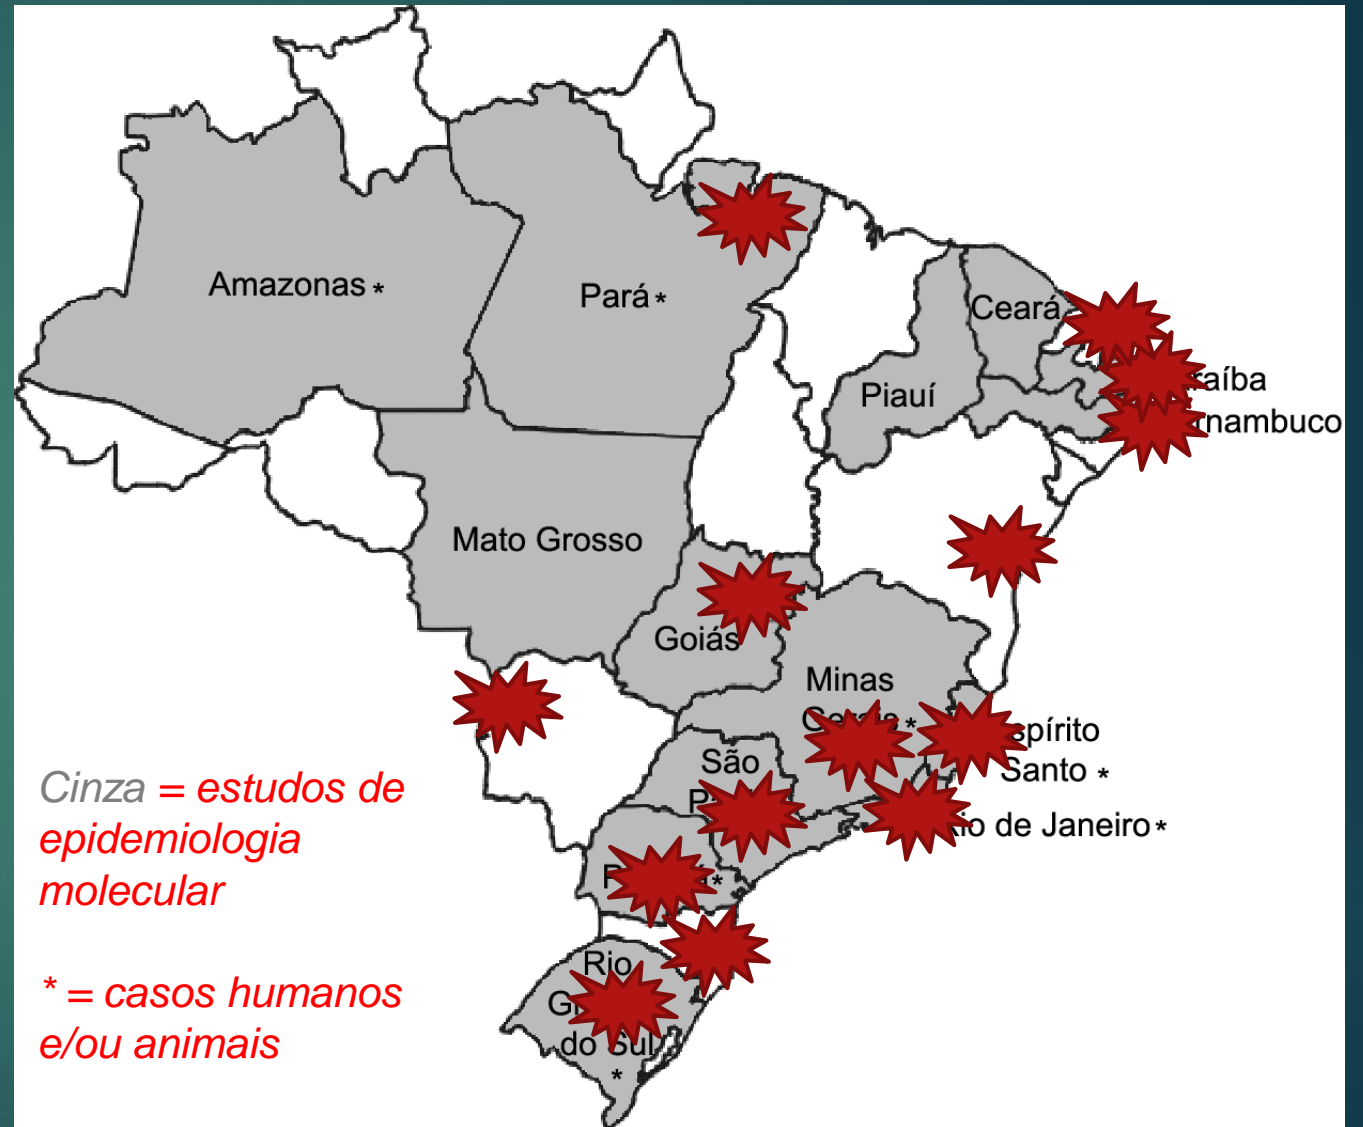 Amazonas *
Pará *
Ceará
raíba
Piauí
rnambuco
Mato Grosso
Goiás
Minas
Gerais *
spírito
Santo *
São
io de Janeiro *
*
Rio
do Sul
*
Cinza = estudos de
epidemiologia
molecular
* = casos humanos
e/ou animais